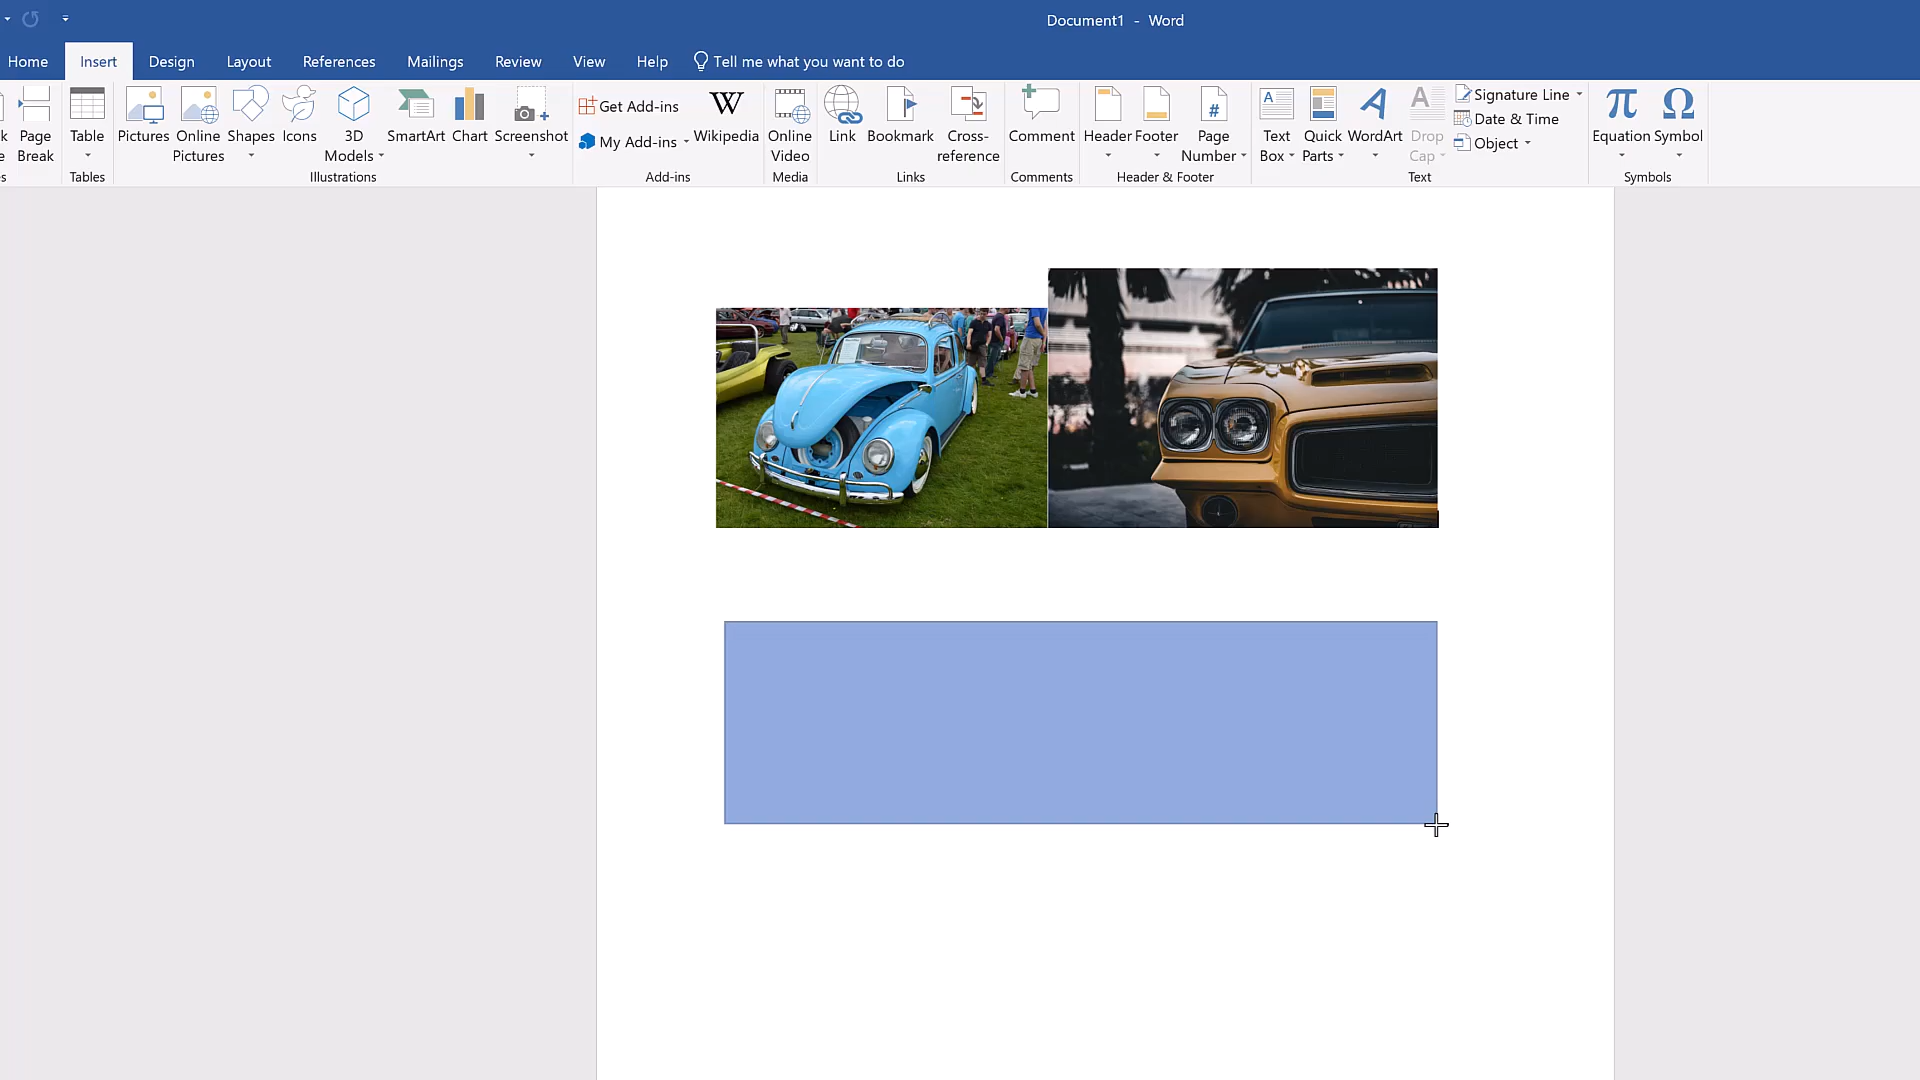 Document1 - Word
Home Insert Design Layout References Mailings Review View Help Tell me what you want to do
Page Break
Table
Pictures
Online Pictures
Shapes
Icons
3D Models
SmartArt
Chart
Screenshot
Get Add-ins
My Add-ins
Wikipedia
Online Video
Link
Bookmark
Cross-reference
Comment
Header
Footer
Page Number
Text Box
Quick Parts
WordArt
Drop Cap
Signature Line
Date & Time
Object
Equation
Symbol
Tables Illustrations Add-ins Media Links Comments Header & Footer Text Symbols